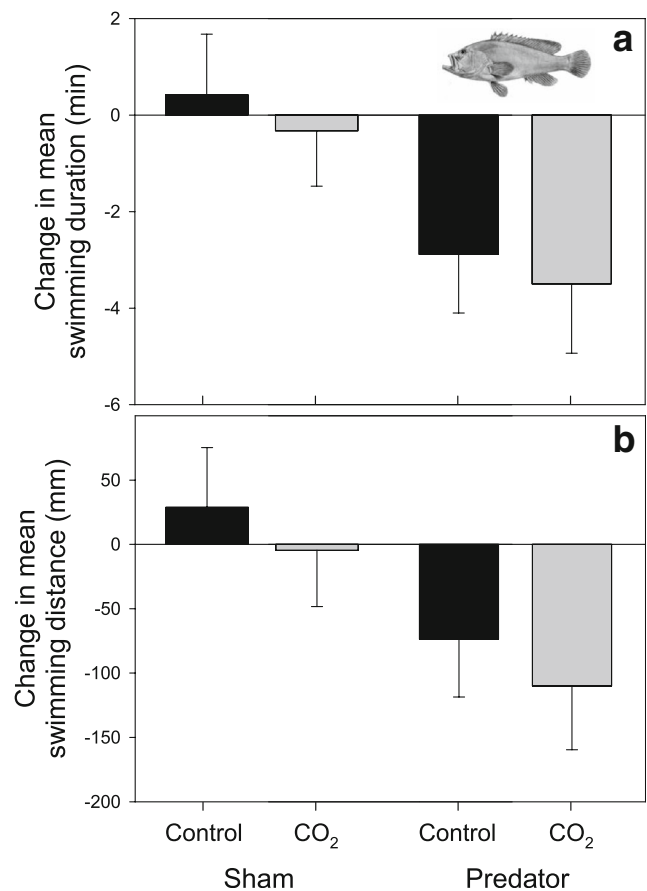 a
2
0
-2
-4
-6
Change in mean
swimming duration (min)
b
50
0
-50
-100
-150
-200
Change in mean
swimming distance (mm)
Control CO₂ Control CO₂
Sham Predator